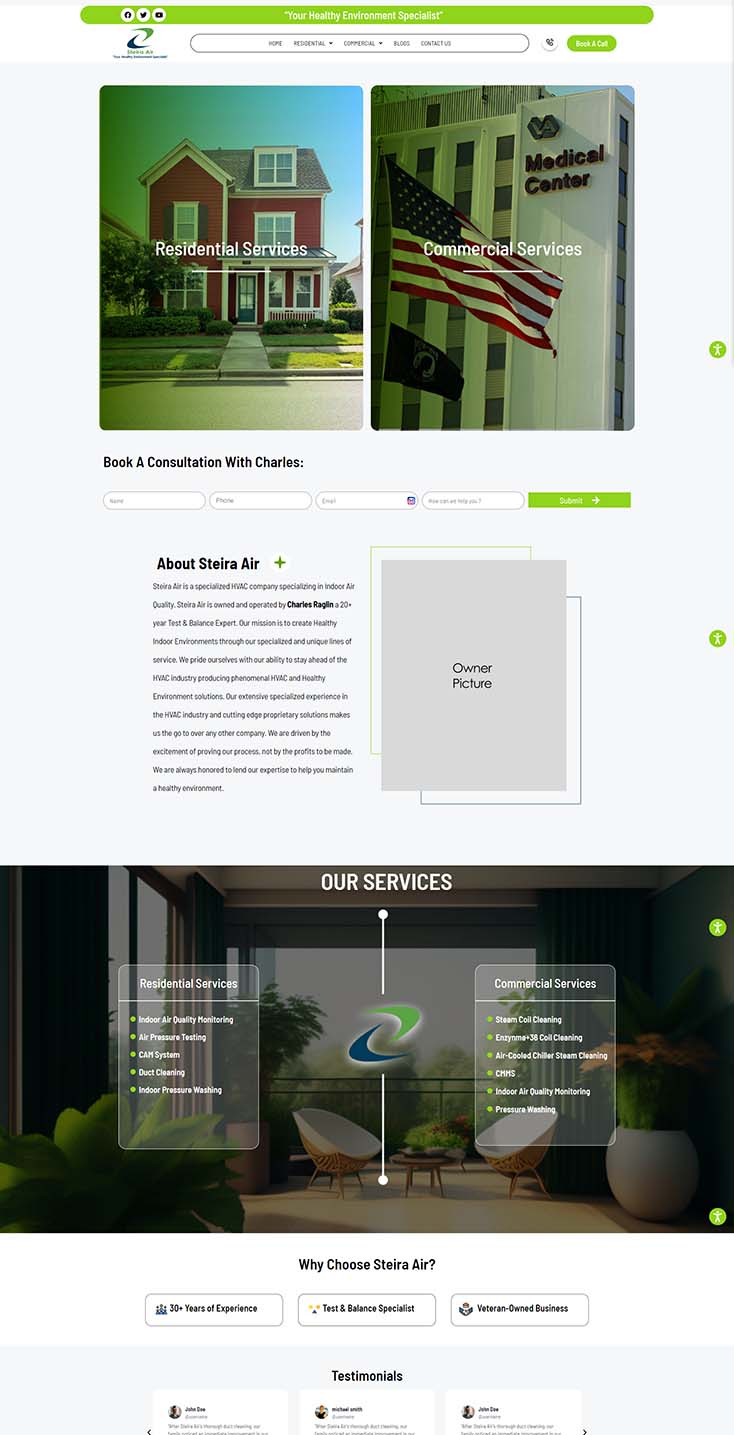 "Your Healthy Environment Specialist"
Steira Air
"Your Healthy Environment Specialist"
HOME RESIDENTIAL COMMERCIAL BLOGS CONTACT US
Book A Call
VA
Medical
Center
Residential Services
Commercial Services
Book A Consultation With Charles:
Name
Phone
Email
How can we help you ?
Submit
About Steira Air
Steira Air is a specialized HVAC company specializing in Indoor Air
Quality. Steira Air is owned and operated by Charles Raglin a 20+
year Test & Balance Expert. Our mission is to create Healthy
Indoor Environments through our specialized and unique lines of
service. We pride ourselves with our ability to stay ahead of the
HVAC industry producing phenomenal HVAC and Healthy
Environment solutions. Our extensive specialized experience in
the HVAC industry and cutting edge proprietary solutions makes
us the go to over any other company. We are driven by the
excitement of proving our process, not by the profits to be made.
We are always honored to lend our expertise to help you maintain
a healthy environment.
Owner
Picture
OUR SERVICES
Residential Services
Indoor Air Quality Monitoring
Air Pressure Testing
CAM System
Duct Cleaning
Indoor Pressure Washing
Commercial Services
Steam Coil Cleaning
Enzynme+38 Coil Cleaning
Air-Cooled Chiller Steam Cleaning
CMMS
Indoor Air Quality Monitoring
Pressure Washing
Why Choose Steira Air?
30+ Years of Experience
Test & Balance Specialist
Veteran-Owned Business
Testimonials
John Doe
@username
"After Steira Air's thorough duct cleaning, our
family noticed an immediate improvement in our
michael smith
@username
"After Steira Air's thorough duct cleaning, our
family noticed an immediate improvement in our
John Doe
@username
"After Steira Air's thorough duct cleaning, our
family noticed an immediate improvement in our